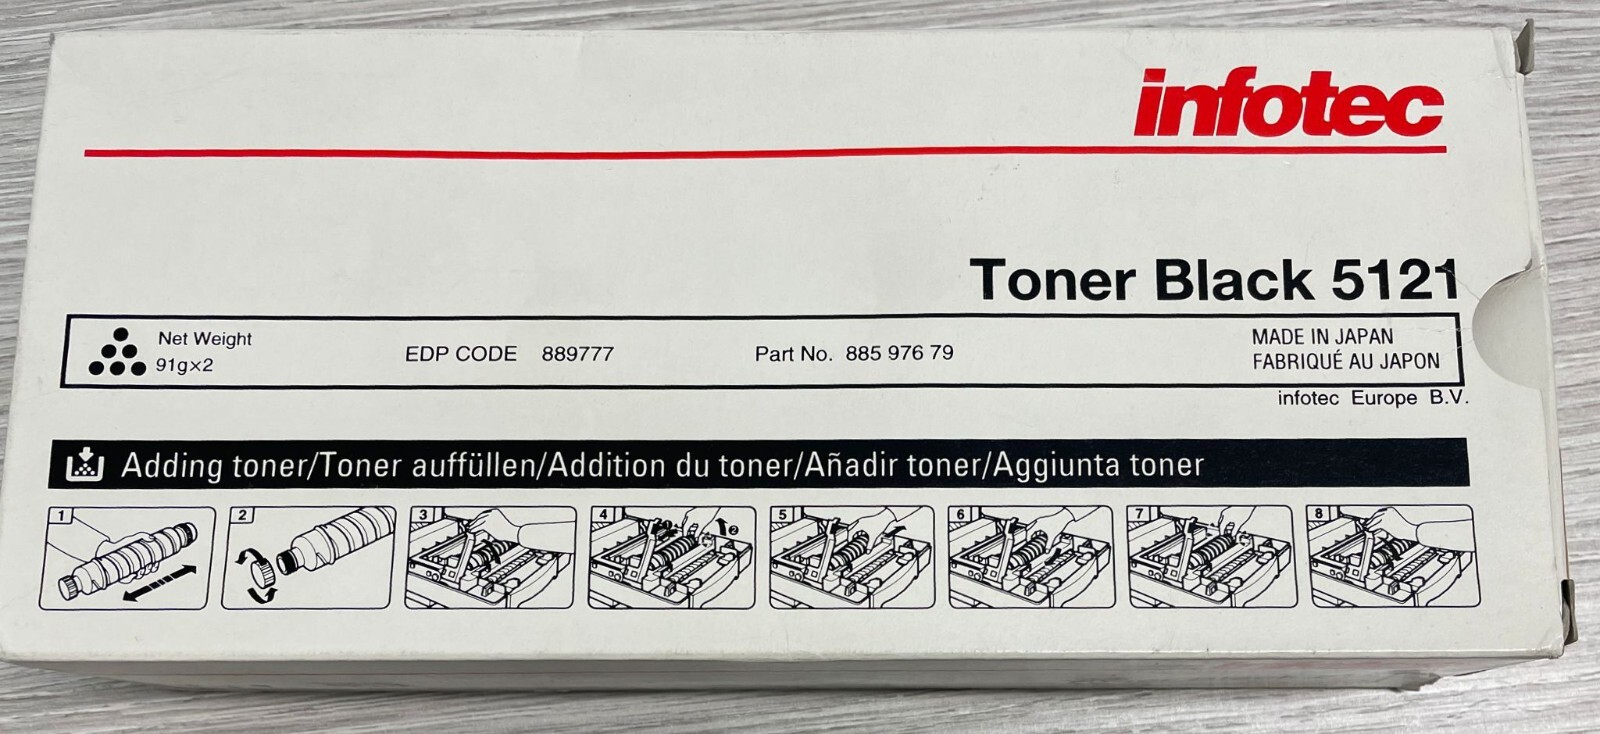 infotec
Toner Black 5121
Net Weight
91g×2
EDP CODE 889777
Part No. 885 976 79
MADE IN JAPAN
FABRIQUÉ AU JAPON
infotec Europe B.V.
Adding toner/Toner auffüllen/Addition du toner/Añadir toner/Aggiunta toner
1 2 3 4 5 6 7 8